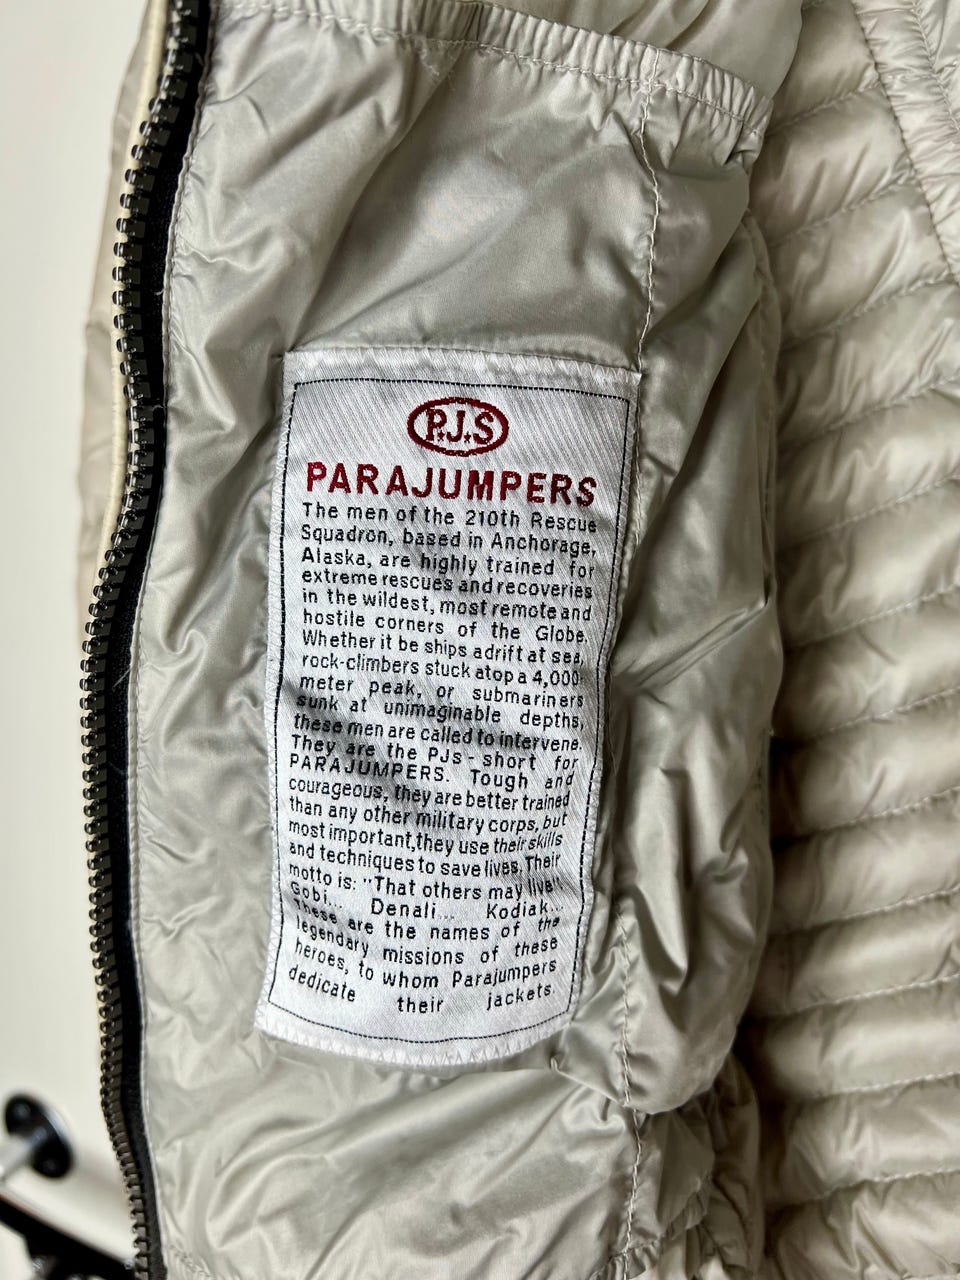 P.J.S
PARAJUMPERS
The men of the 210th Rescue
Squadron, based in Anchorage,
Alaska, are highly trained for
extreme rescues and recoveries
in the wildest, most remote and
hostile corners of the Globe.
Whether it be ships adrift at sea,
rock-climbers stuck atop a 4,000-
meter peak, or submariners
sunk at unimaginable depths,
these men are called to intervene.
They are the PJs - short for
PARAJUMPERS. Tough and
courageous, they are better trained
than any other military corps, but
most important, they use their skills
and techniques to save lives. Their
motto is: "That others may live".
Gobi... Denali... Kodiak...
These are the names of the
legendary missions of these
heroes, to whom Parajumpers
dedicate their jackets.